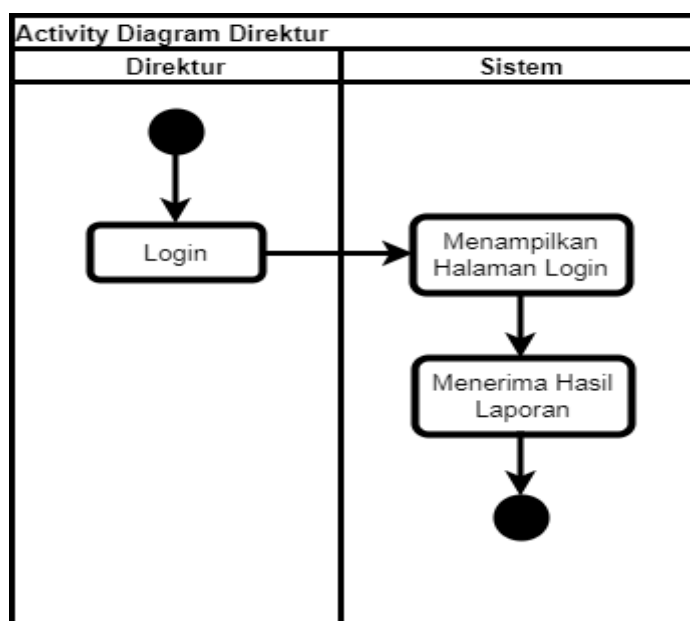 Activity Diagram Direktur
Direktur
Sistem
Login
Menampilkan
Halaman Login
Menerima Hasil
Laporan